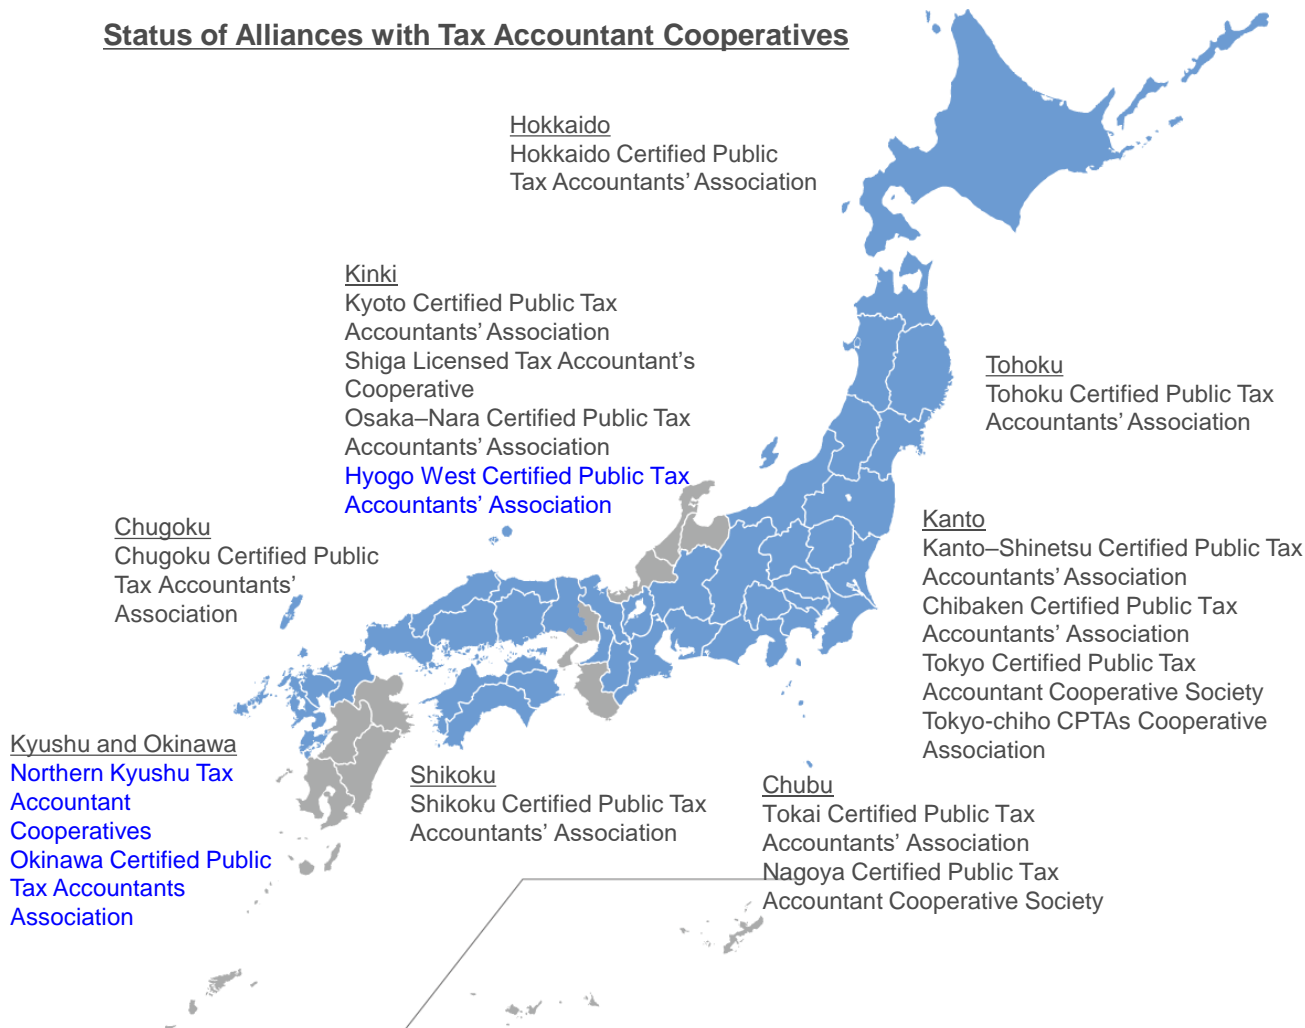 Status of Alliances with Tax Accountant Cooperatives
Hokkaido
Hokkaido Certified Public
Tax Accountants’ Association
Kinki
Kyoto Certified Public Tax
Accountants’ Association
Shiga Licensed Tax Accountant’s
Cooperative
Osaka–Nara Certified Public Tax
Accountants’ Association
Hyogo West Certified Public Tax
Accountants’ Association
Tohoku
Tohoku Certified Public Tax
Accountants’ Association
Chugoku
Chugoku Certified Public
Tax Accountants’
Association
Kanto
Kanto–Shinetsu Certified Public Tax
Accountants’ Association
Chibaken Certified Public Tax
Accountants’ Association
Tokyo Certified Public Tax
Accountant Cooperative Society
Tokyo-chiho CPTAs Cooperative
Association
Kyushu and Okinawa
Northern Kyushu Tax
Accountant
Cooperatives
Okinawa Certified Public
Tax Accountants
Association
Shikoku
Shikoku Certified Public Tax
Accountants’ Association
Chubu
Tokai Certified Public Tax
Accountants’ Association
Nagoya Certified Public Tax
Accountant Cooperative Society